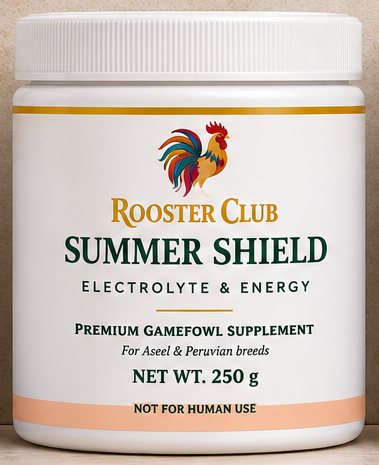 ROOSTER CLUB
SUMMER SHIELD
ELECTROLYTE & ENERGY
PREMIUM GAMEFOWL SUPPLEMENT
For Aseel & Peruvian breeds
NET WT. 250 g
NOT FOR HUMAN USE